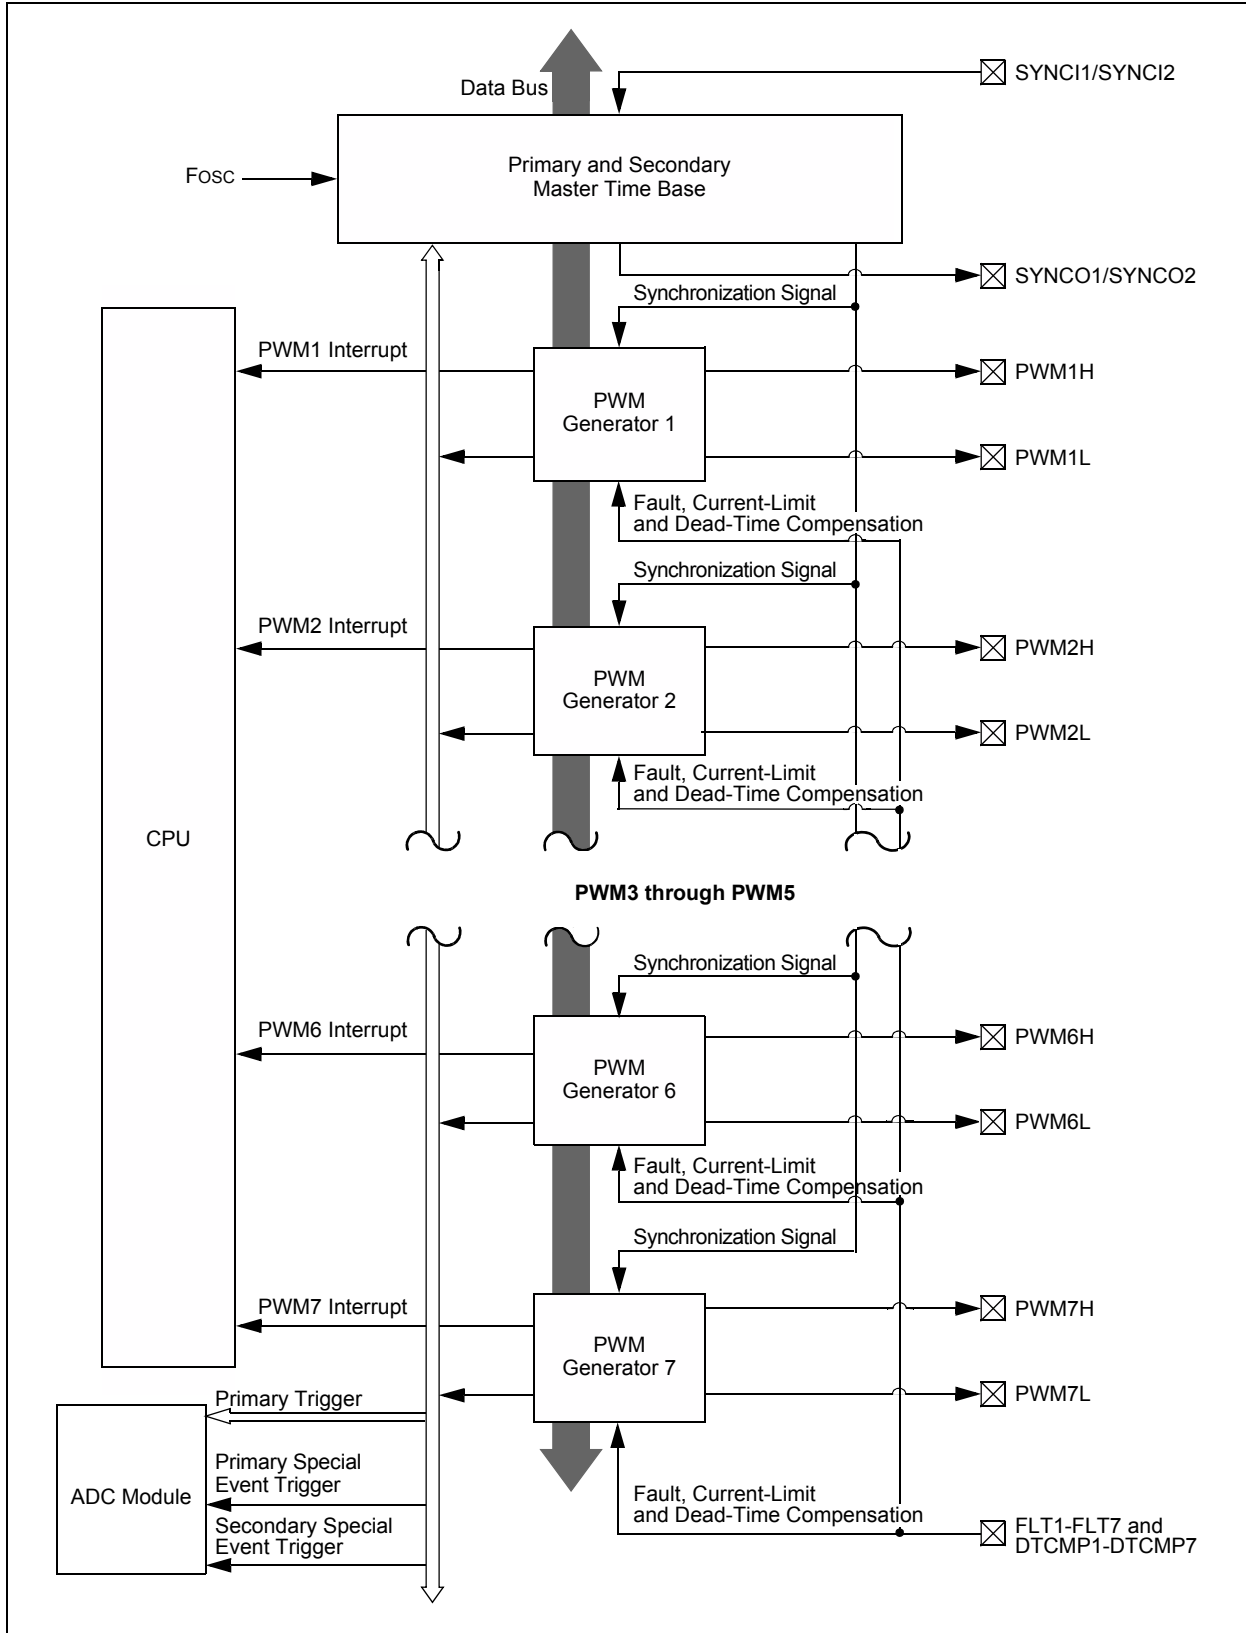 SYNCI1/SYNCI2
Data Bus
Primary and Secondary
Master Time Base
FOSC
SYNCO1/SYNCO2
Synchronization Signal
PWM1 Interrupt
PWM
Generator 1
PWM1H
PWM1L
Fault, Current-Limit
and Dead-Time Compensation
Synchronization Signal
PWM2 Interrupt
PWM
Generator 2
PWM2H
PWM2L
Fault, Current-Limit
and Dead-Time Compensation
CPU
PWM3 through PWM5
Synchronization Signal
PWM6 Interrupt
PWM
Generator 6
PWM6H
PWM6L
Fault, Current-Limit
and Dead-Time Compensation
Synchronization Signal
PWM7 Interrupt
PWM
Generator 7
PWM7H
PWM7L
Primary Trigger
ADC Module
Primary Special
Event Trigger
Secondary Special
Event Trigger
Fault, Current-Limit
and Dead-Time Compensation
FLT1-FLT7 and
DTCMP1-DTCMP7